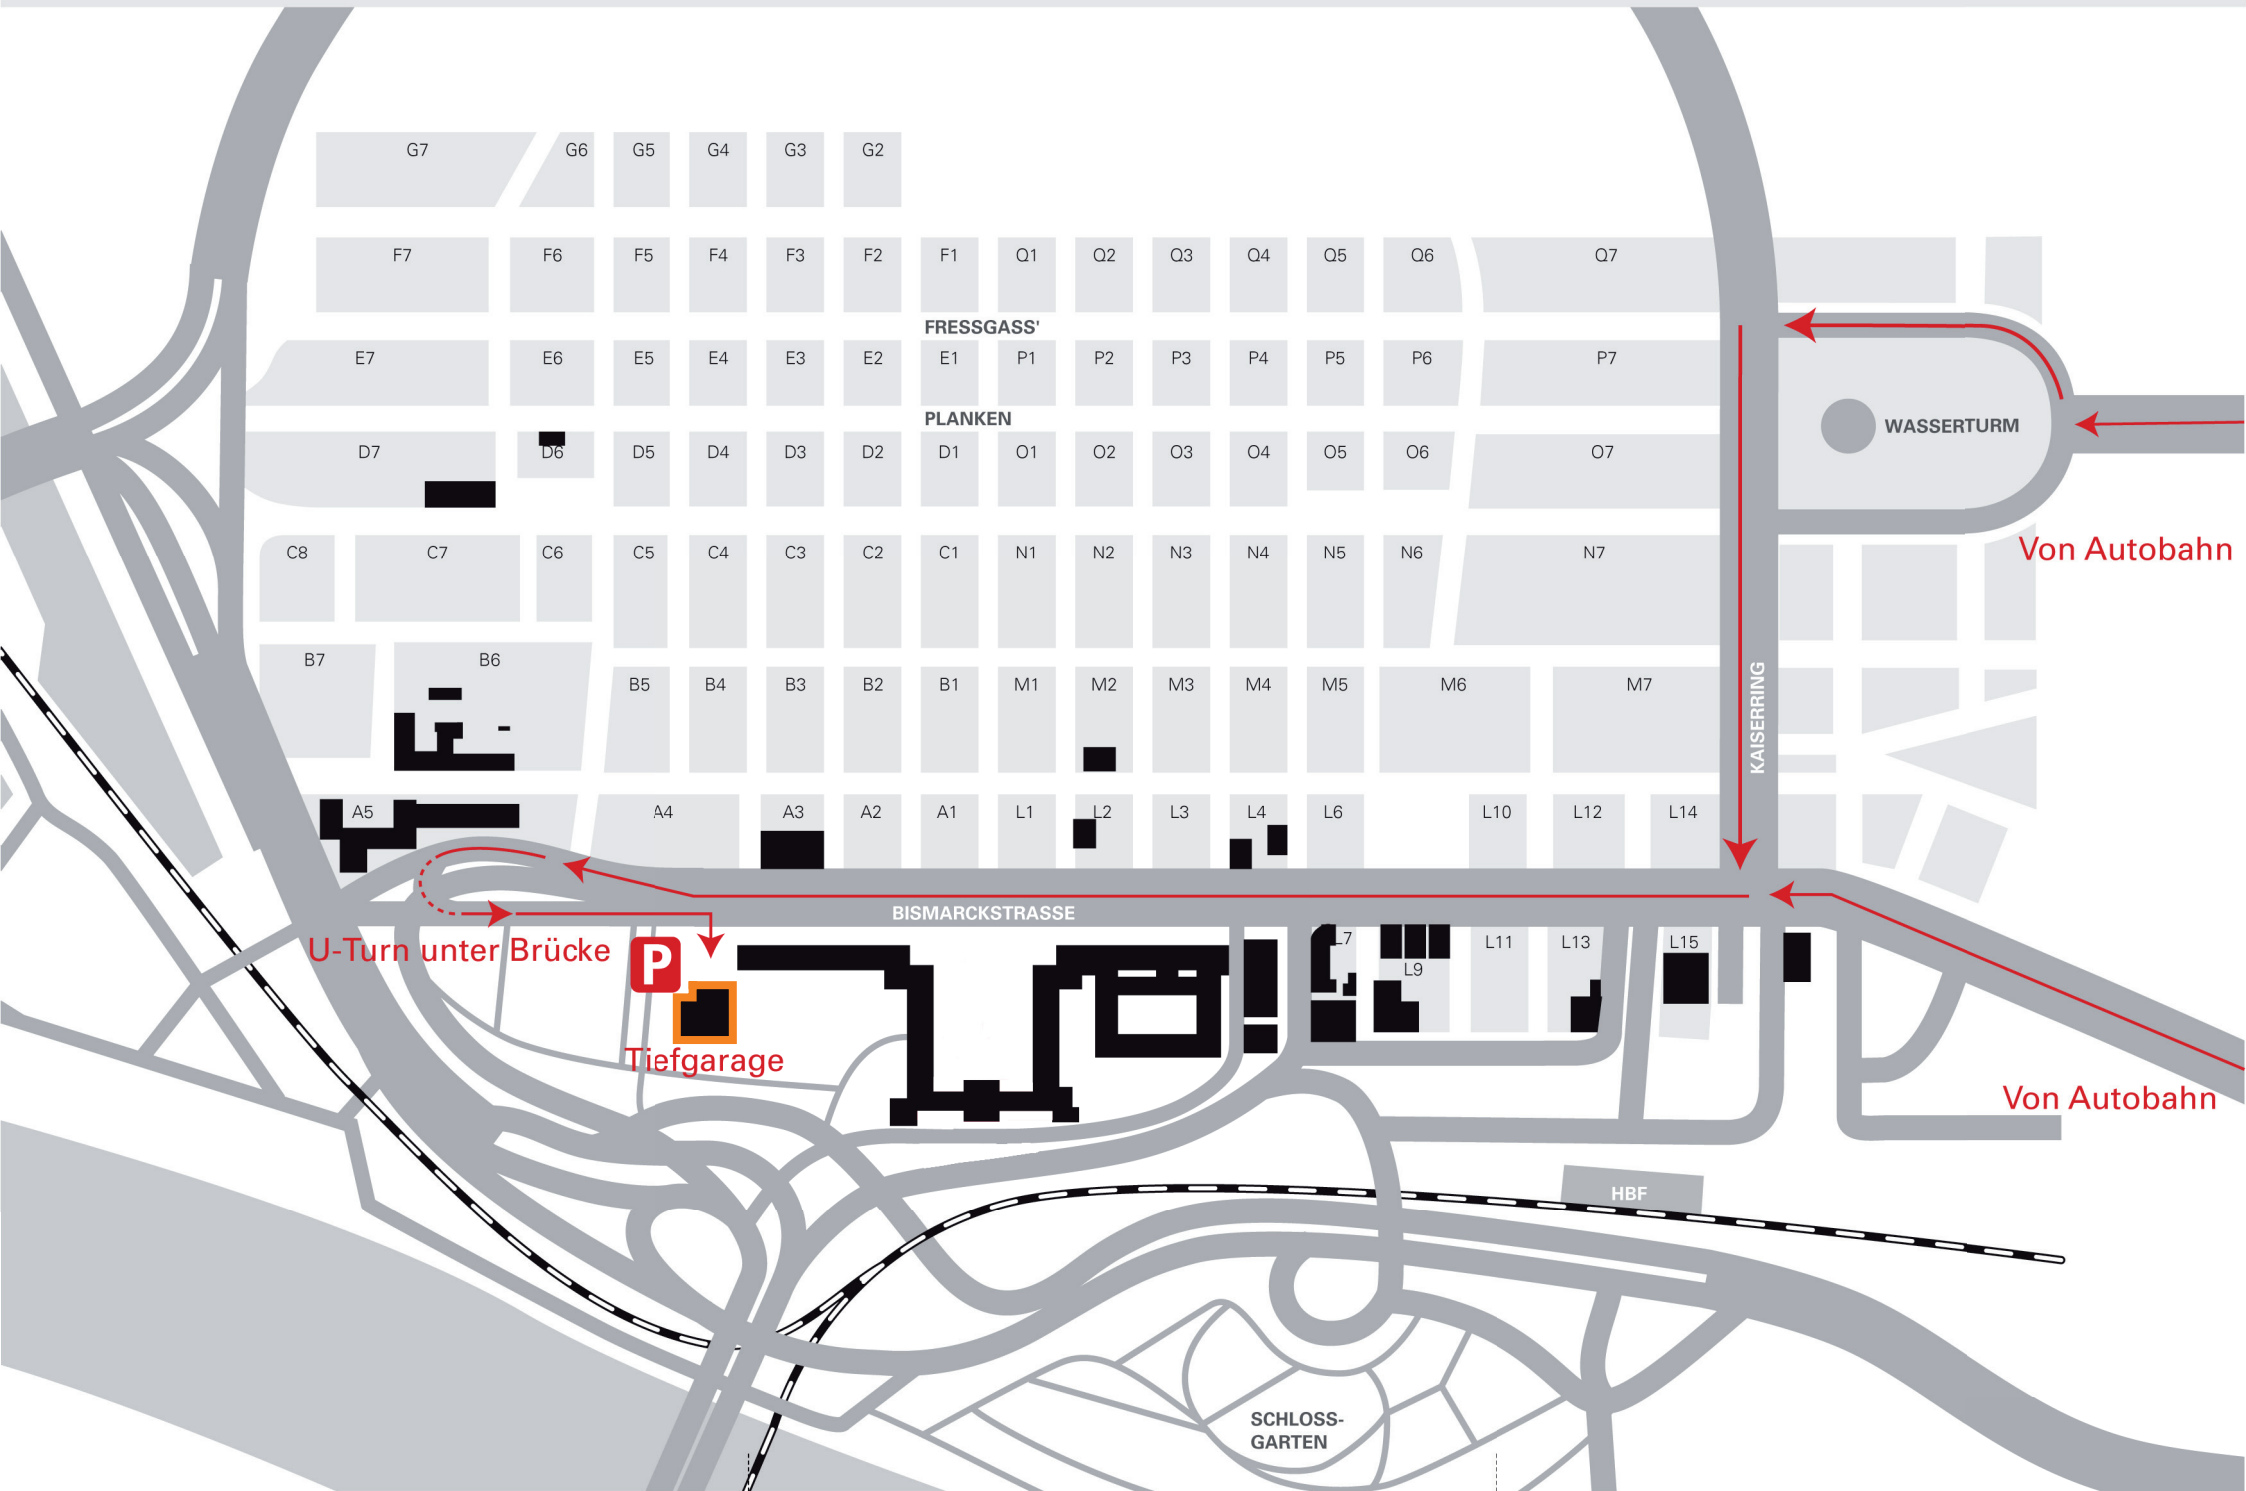 G7 G6 G5 G4 G3 G2
F7 F6 F5 F4 F3 F2 F1 Q1 Q2 Q3 Q4 Q5 Q6 Q7
FRESSGASS'
E7 E6 E5 E4 E3 E2 E1 P1 P2 P3 P4 P5 P6 P7
PLANKEN
WASSERTURM
D7 D6 D5 D4 D3 D2 D1 O1 O2 O3 O4 O5 O6 O7
Von Autobahn
C8 C7 C6 C5 C4 C3 C2 C1 N1 N2 N3 N4 N5 N6 N7
B7 B6 B5 B4 B3 B2 B1 M1 M2 M3 M4 M5 M6 M7
KAISERRING
A5 A4 A3 A2 A1 L1 L2 L3 L4 L6 L10 L12 L14
BISMARCKSTRASSE
U-Turn unter Brücke
P
L7 L9 L11 L13 L15
Tiefgarage
Von Autobahn
HBF
SCHLOSS-
GARTEN